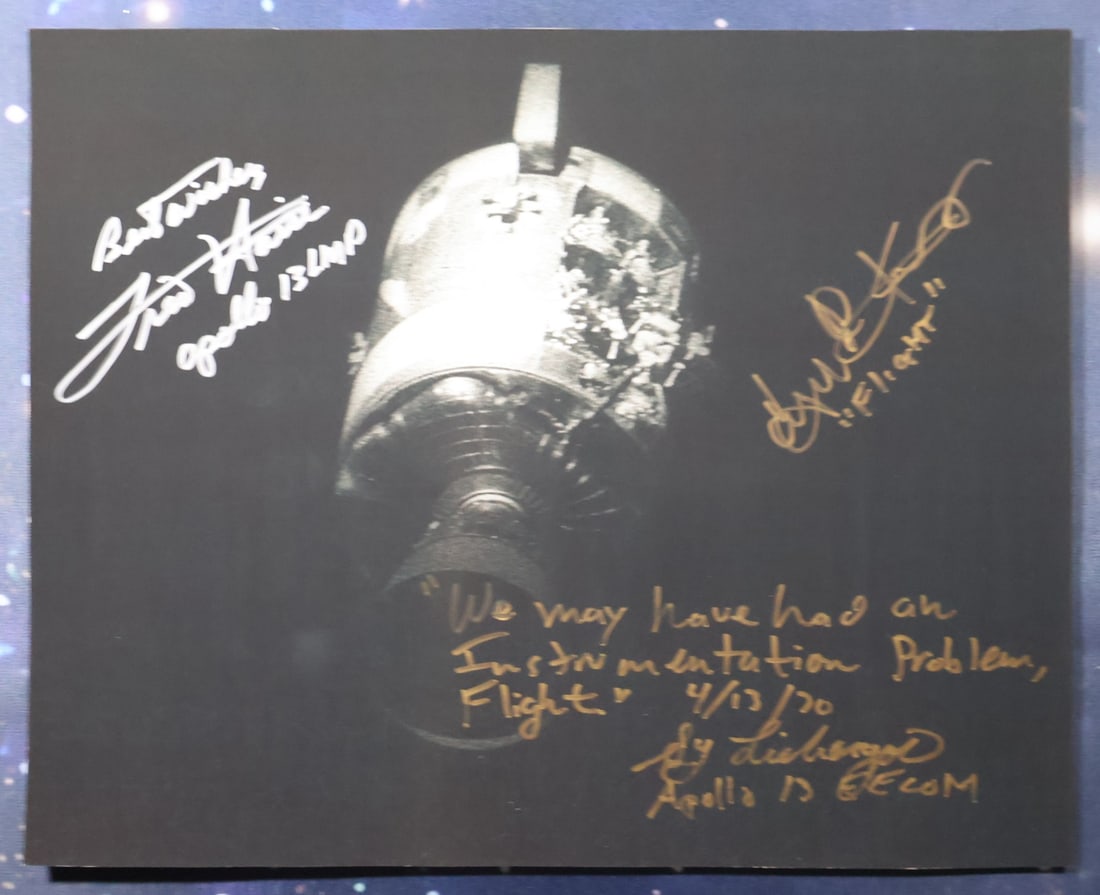 Best wishes
Fred Haise
Apollo 13 LMP
"FLIGHT"
"We may have had an
Instrumentation Problem,
Flight." 4/13/70
Sy Liebergot
Apollo 13 EECOM